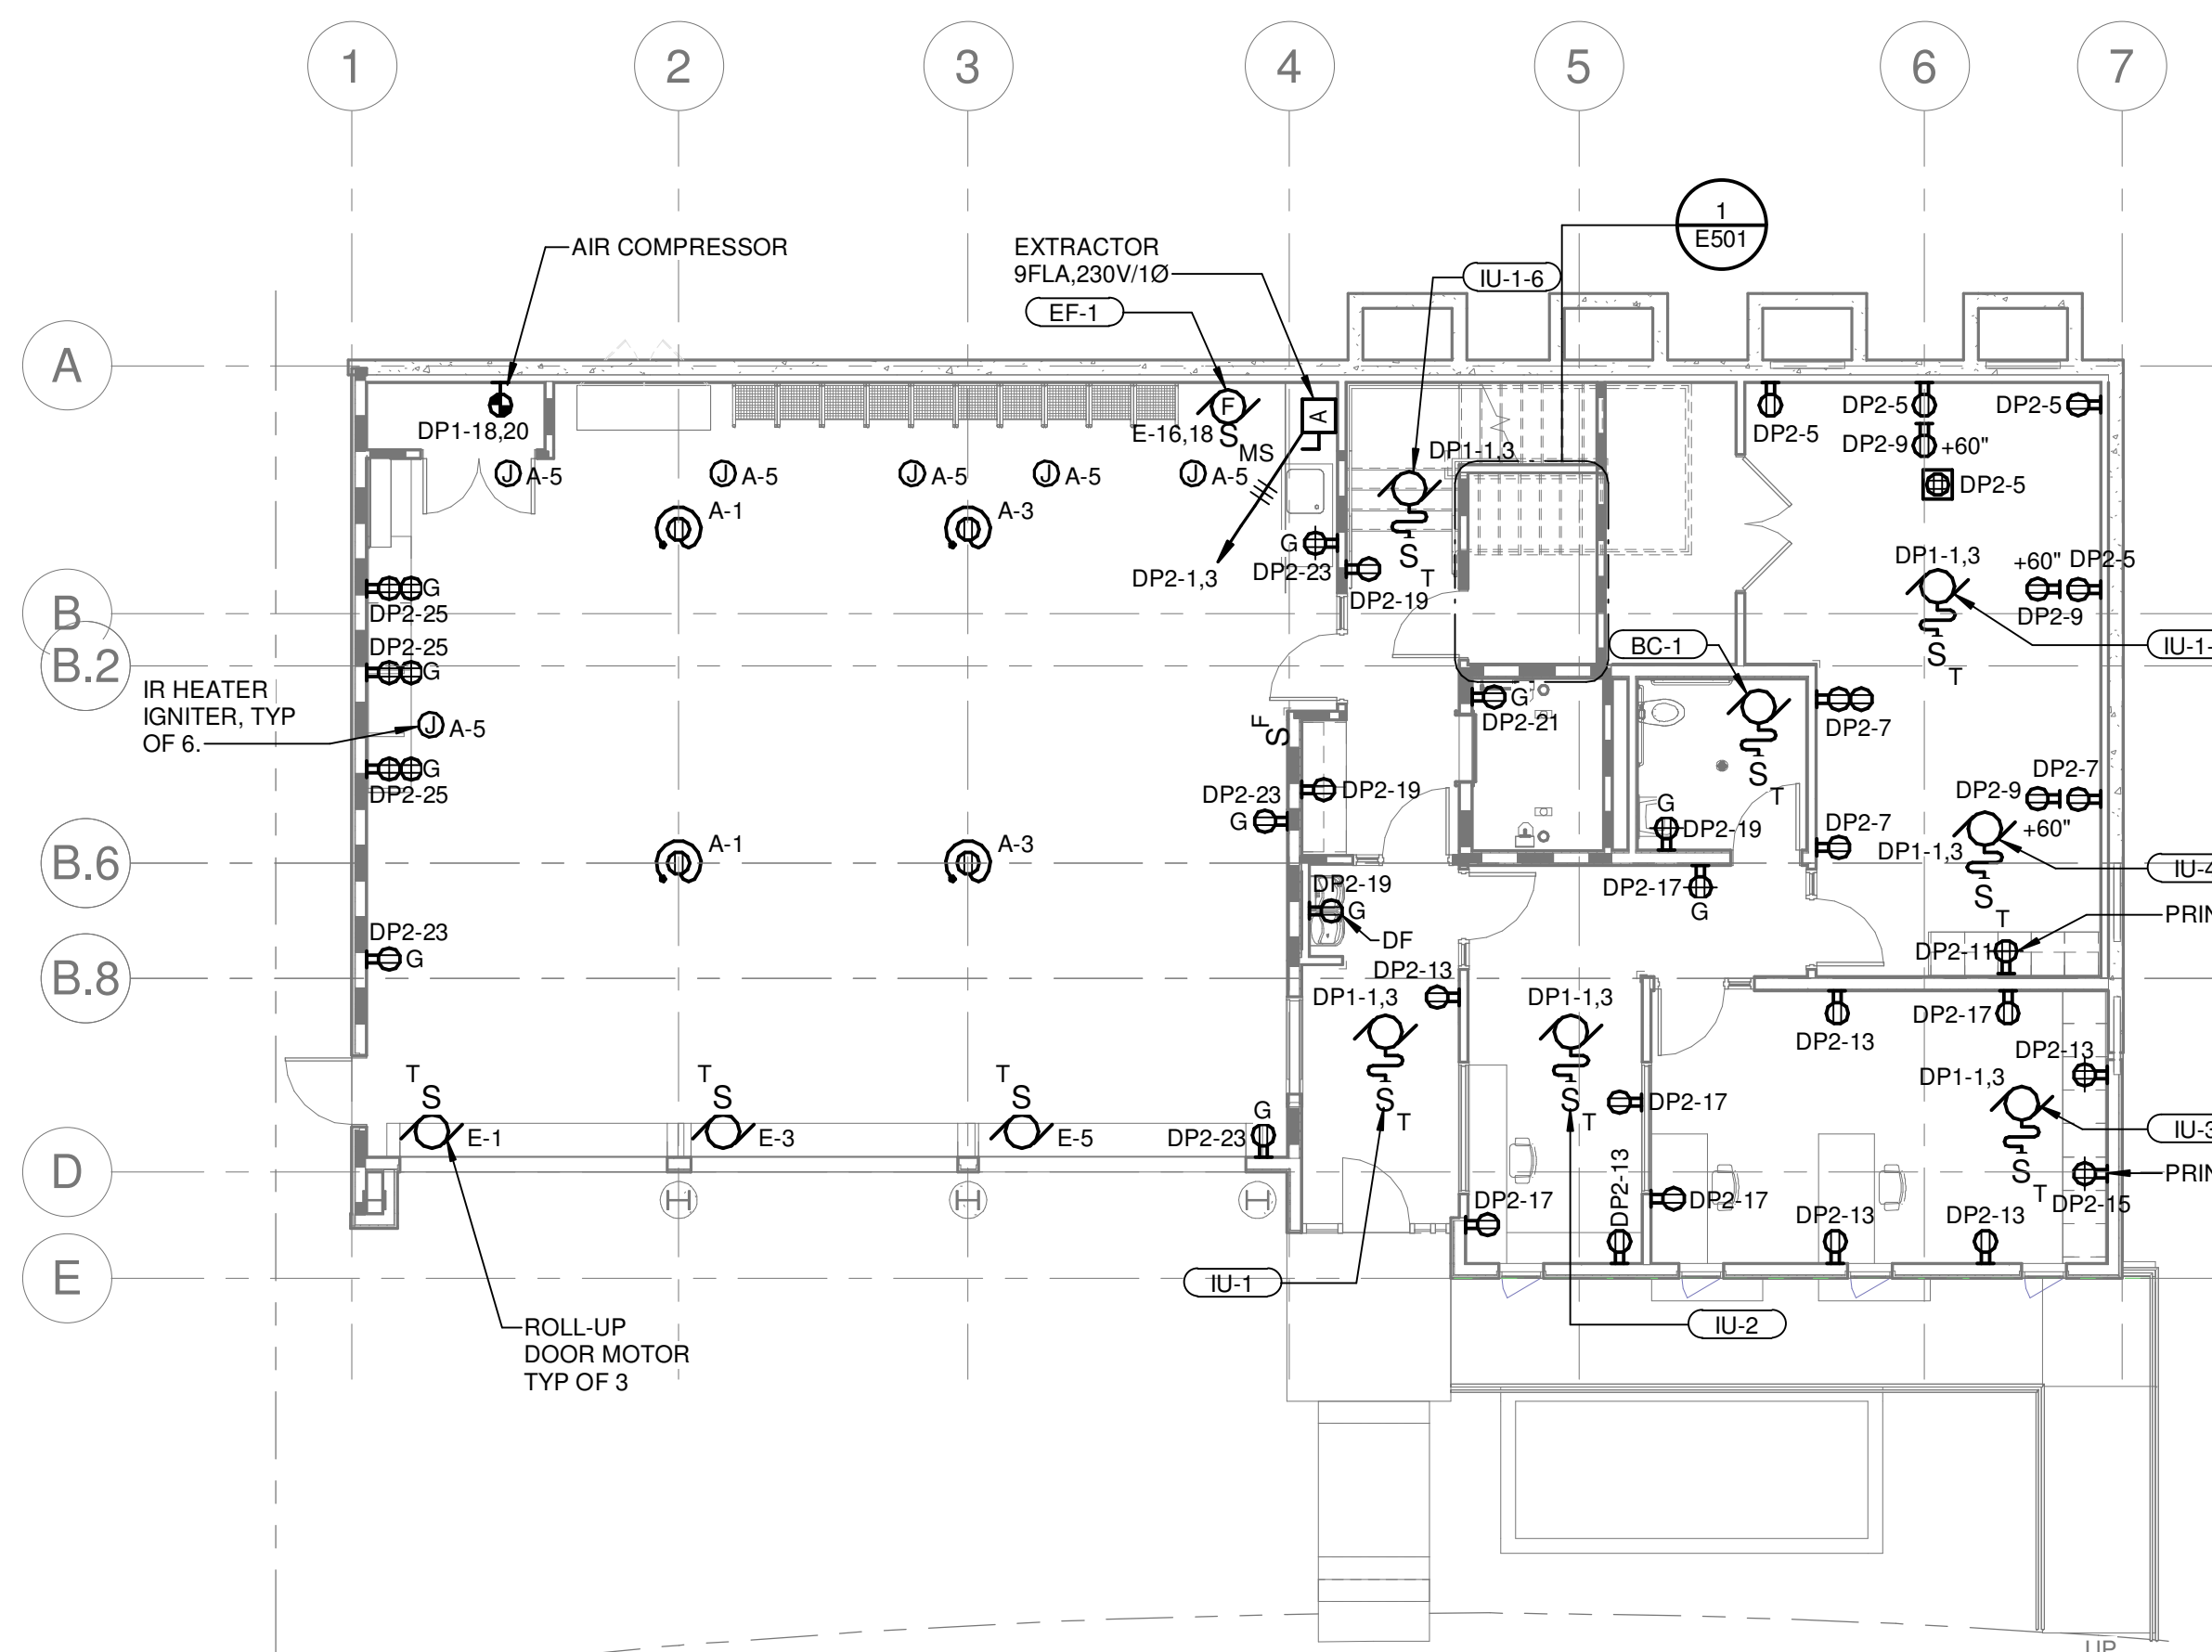 1
2
3
4
5
6
7
1
E501
AIR COMPRESSOR
EXTRACTOR
9FLA,230V/1Ø
EF-1
IU-1-6
A
F
A
DP1-18,20
E-16,18
S
MS
DP1-1,3
DP2-5
DP2-5
DP2-5
DP2-9
+60"
DP2-5
J
A-5
J
A-5
J
A-5
J
A-5
J
A-5
A-1
A-3
G
DP2-23
S
T
DP2-1,3
DP2-19
DP1-1,3
+60"
DP2-5
DP2-9
G
DP2-25
B
BC-1
S
T
IU-1-
DP2-25
G
B.2
IR HEATER
IGNITER, TYP
OF 6.
J
A-5
G
DP2-21
F
S
DP2-7
S
T
G
DP2-25
DP2-19
DP2-23
G
G
DP2-19
DP2-7
DP2-9
+60"
DP2-7
DP1-1,3
A-1
A-3
B.6
IU-4
S
T
DP2-19
G
DF
DP2-17
G
PRIN
DP2-11
DP2-23
G
B.8
DP2-13
DP1-1,3
DP1-1,3
DP2-13
DP2-17
DP2-13
DP1-1,3
S
T
S
T
DP2-17
T
S
T
S
T
S
E-1
E-3
E-5
G
DP2-23
IU-3
S
T
PRIN
DP2-15
D
DP2-17
DP2-13
DP2-17
DP2-13
DP2-13
H
H
H
E
IU-1
IU-2
ROLL-UP
DOOR MOTOR
TYP OF 3
UP